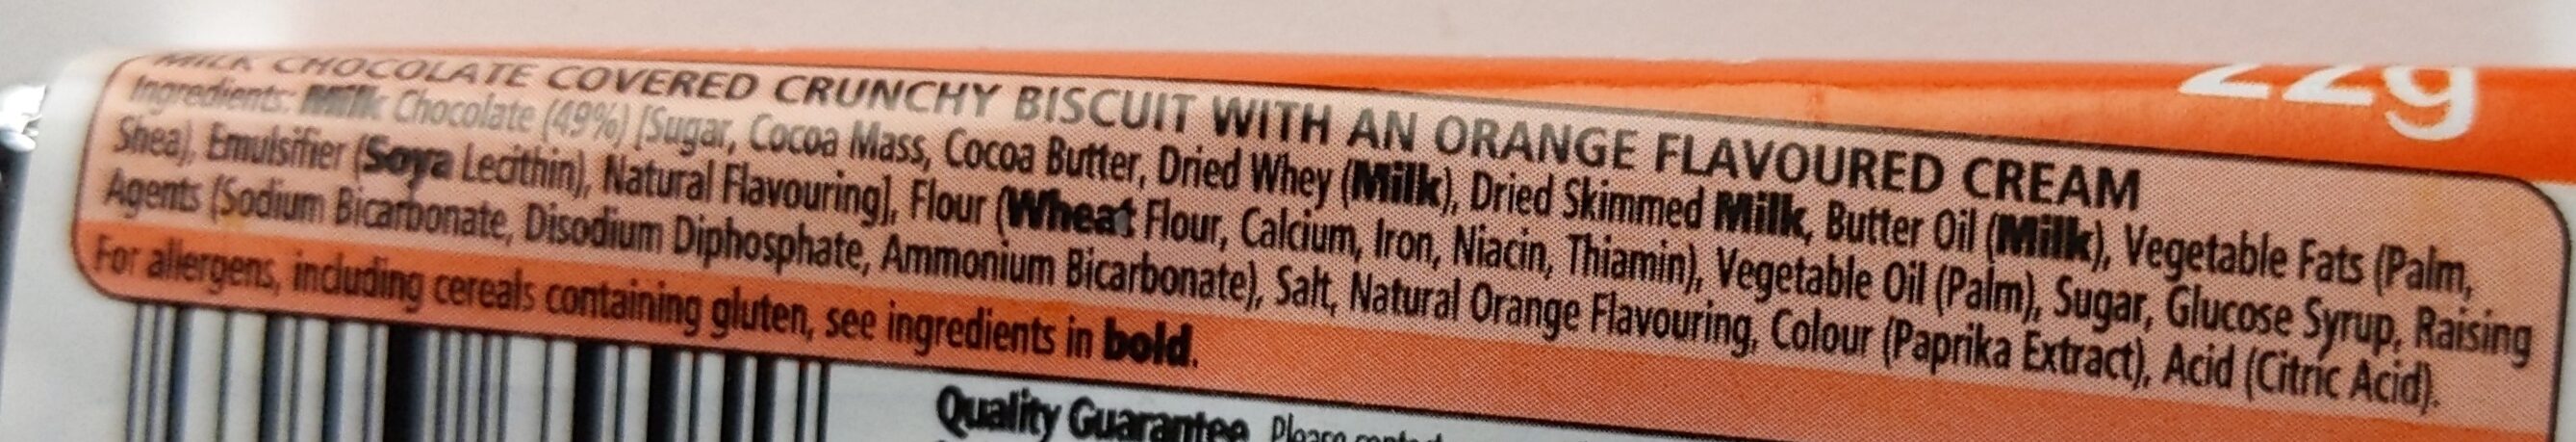 MILK CHOCOLATE COVERED CRUNCHY BISCUIT WITH AN ORANGE FLAVOURED CREAM
Ingredients: Milk Chocolate (49%) [Sugar, Cocoa Mass, Cocoa Butter, Dried Whey (Milk), Dried Skimmed Milk, Butter Oil (Milk), Vegetable Fats (Palm,
Shea), Emulsifier (Soya Lecithin), Natural Flavouring], Flour (Wheat Flour, Calcium, Iron, Niacin, Thiamin), Vegetable Oil (Palm), Sugar, Glucose Syrup, Raising
Agents (Sodium Bicarbonate, Disodium Diphosphate, Ammonium Bicarbonate), Salt, Natural Orange Flavouring, Colour (Paprika Extract), Acid (Citric Acid).
For allergens, including cereals containing gluten, see ingredients in bold.
22g
Quality Guarantee Please contact